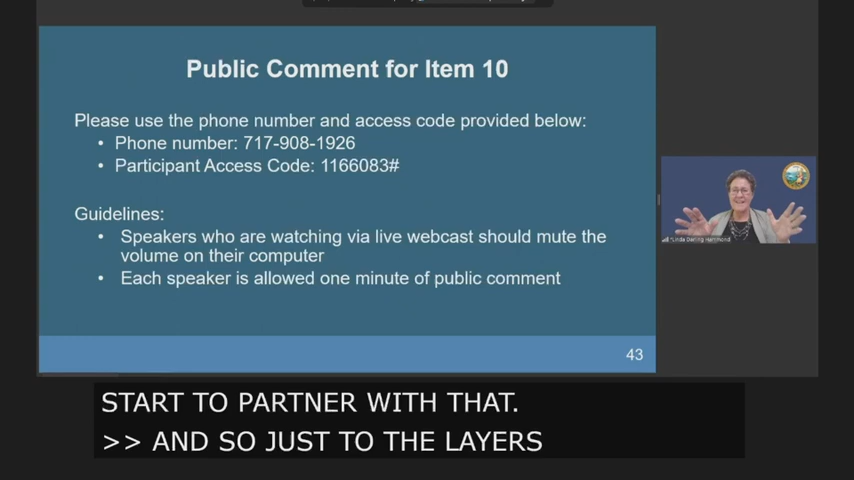 Public Comment for Item 10
Please use the phone number and access code provided below:
• Phone number: 717-908-1926
• Participant Access Code: 1166083#
Guidelines:
• Speakers who are watching via live webcast should mute the
volume on their computer
• Each speaker is allowed one minute of public comment
43
*Linda Darling Hammond
START TO PARTNER WITH THAT.
>> AND SO JUST TO THE LAYERS